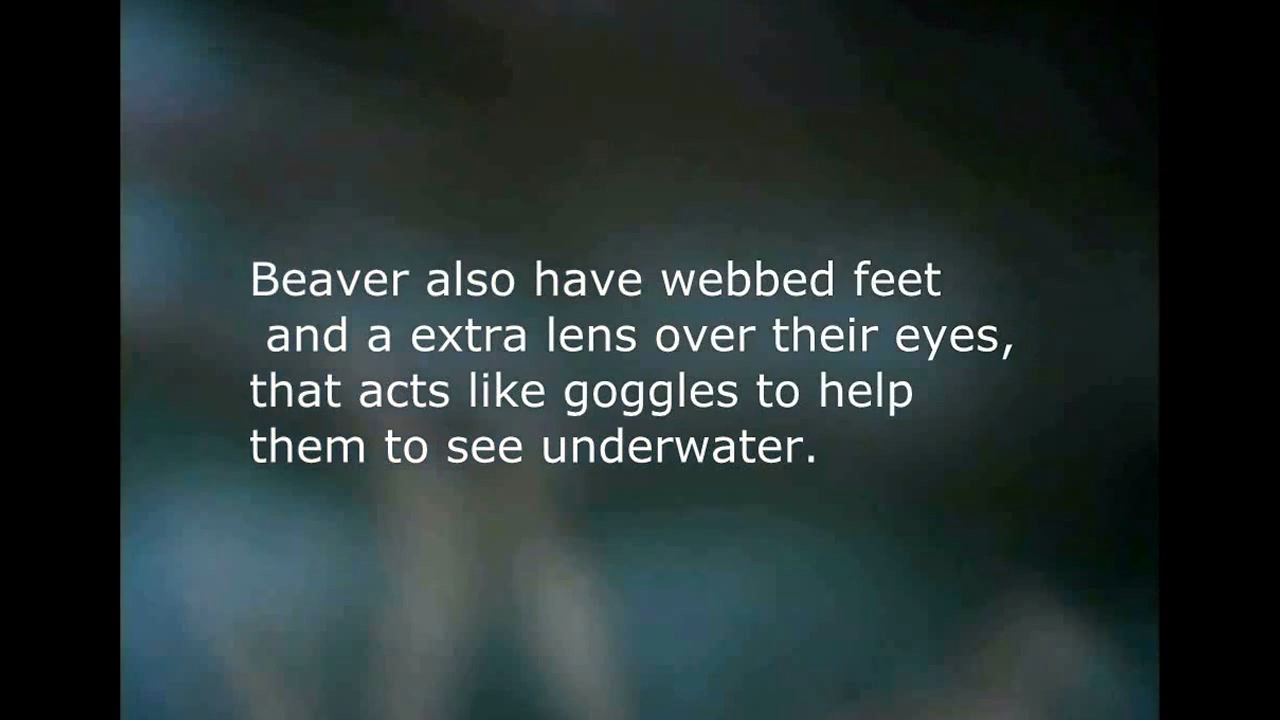 Beaver also have webbed feet
and a extra lens over their eyes,
that acts like goggles to help
them to see underwater.